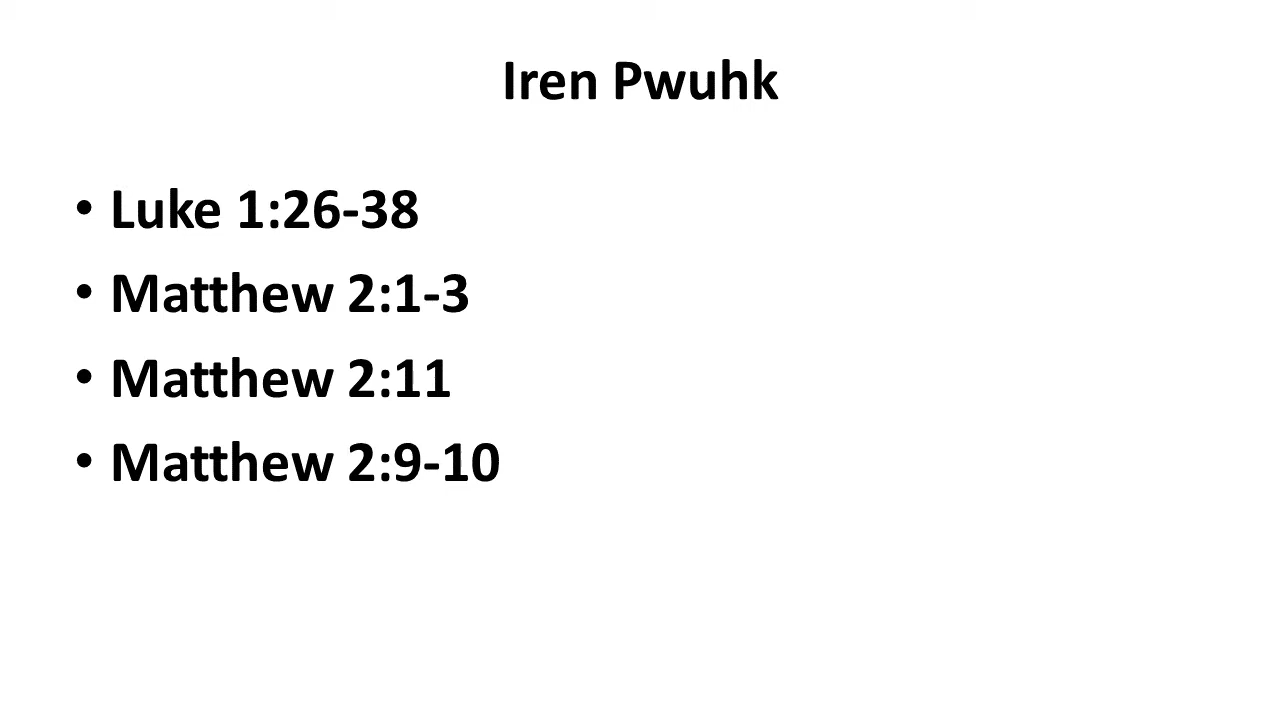 Iren Pwuhk
• Luke 1:26-38
• Matthew 2:1-3
• Matthew 2:11
• Matthew 2:9-10